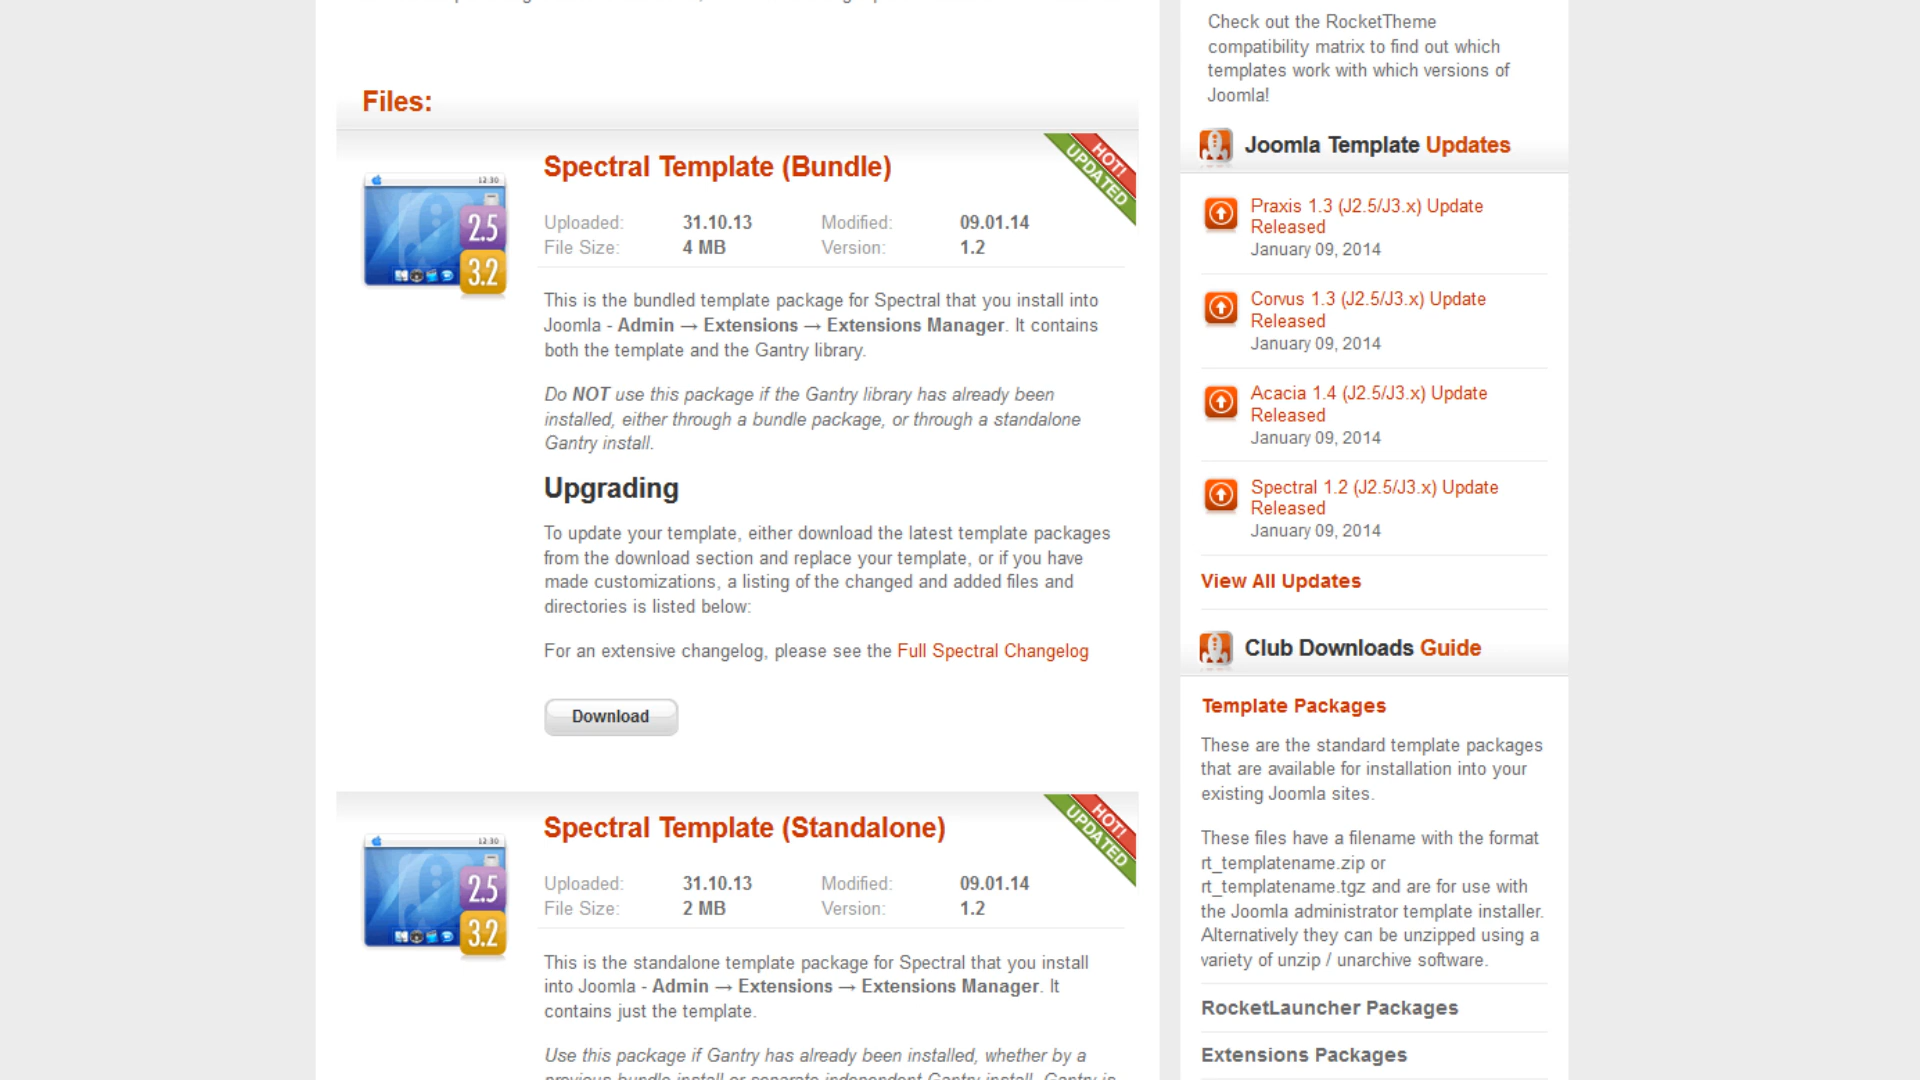 Check out the RocketTheme
compatibility matrix to find out which
templates work with which versions of
Joomla!
Files:
Spectral Template (Bundle)
HOT!
UPDATED
12:30
2.5
3.2
Uploaded: 31.10.13 Modified: 09.01.14
File Size: 4 MB Version: 1.2
This is the bundled template package for Spectral that you install into
Joomla - Admin → Extensions → Extensions Manager. It contains
both the template and the Gantry library.
Do NOT use this package if the Gantry library has already been
installed, either through a bundle package, or through a standalone
Gantry install.
Upgrading
To update your template, either download the latest template packages
from the download section and replace your template, or if you have
made customizations, a listing of the changed and added files and
directories is listed below:
For an extensive changelog, please see the Full Spectral Changelog
Download
Spectral Template (Standalone)
HOT!
UPDATED
12:30
2.5
3.2
Uploaded: 31.10.13 Modified: 09.01.14
File Size: 2 MB Version: 1.2
This is the standalone template package for Spectral that you install
into Joomla - Admin → Extensions → Extensions Manager. It
contains just the template.
Use this package if Gantry has already been installed, whether by a
previous bundle install or separate independent Gantry install. Gantry is
Joomla Template Updates
Praxis 1.3 (J2.5/J3.x) Update
Released
January 09, 2014
Corvus 1.3 (J2.5/J3.x) Update
Released
January 09, 2014
Acacia 1.4 (J2.5/J3.x) Update
Released
January 09, 2014
Spectral 1.2 (J2.5/J3.x) Update
Released
January 09, 2014
View All Updates
Club Downloads Guide
Template Packages
These are the standard template packages
that are available for installation into your
existing Joomla sites.
These files have a filename with the format
rt_templatename.zip or
rt_templatename.tgz and are for use with
the Joomla administrator template installer.
Alternatively they can be unzipped using a
variety of unzip / unarchive software.
RocketLauncher Packages
Extensions Packages